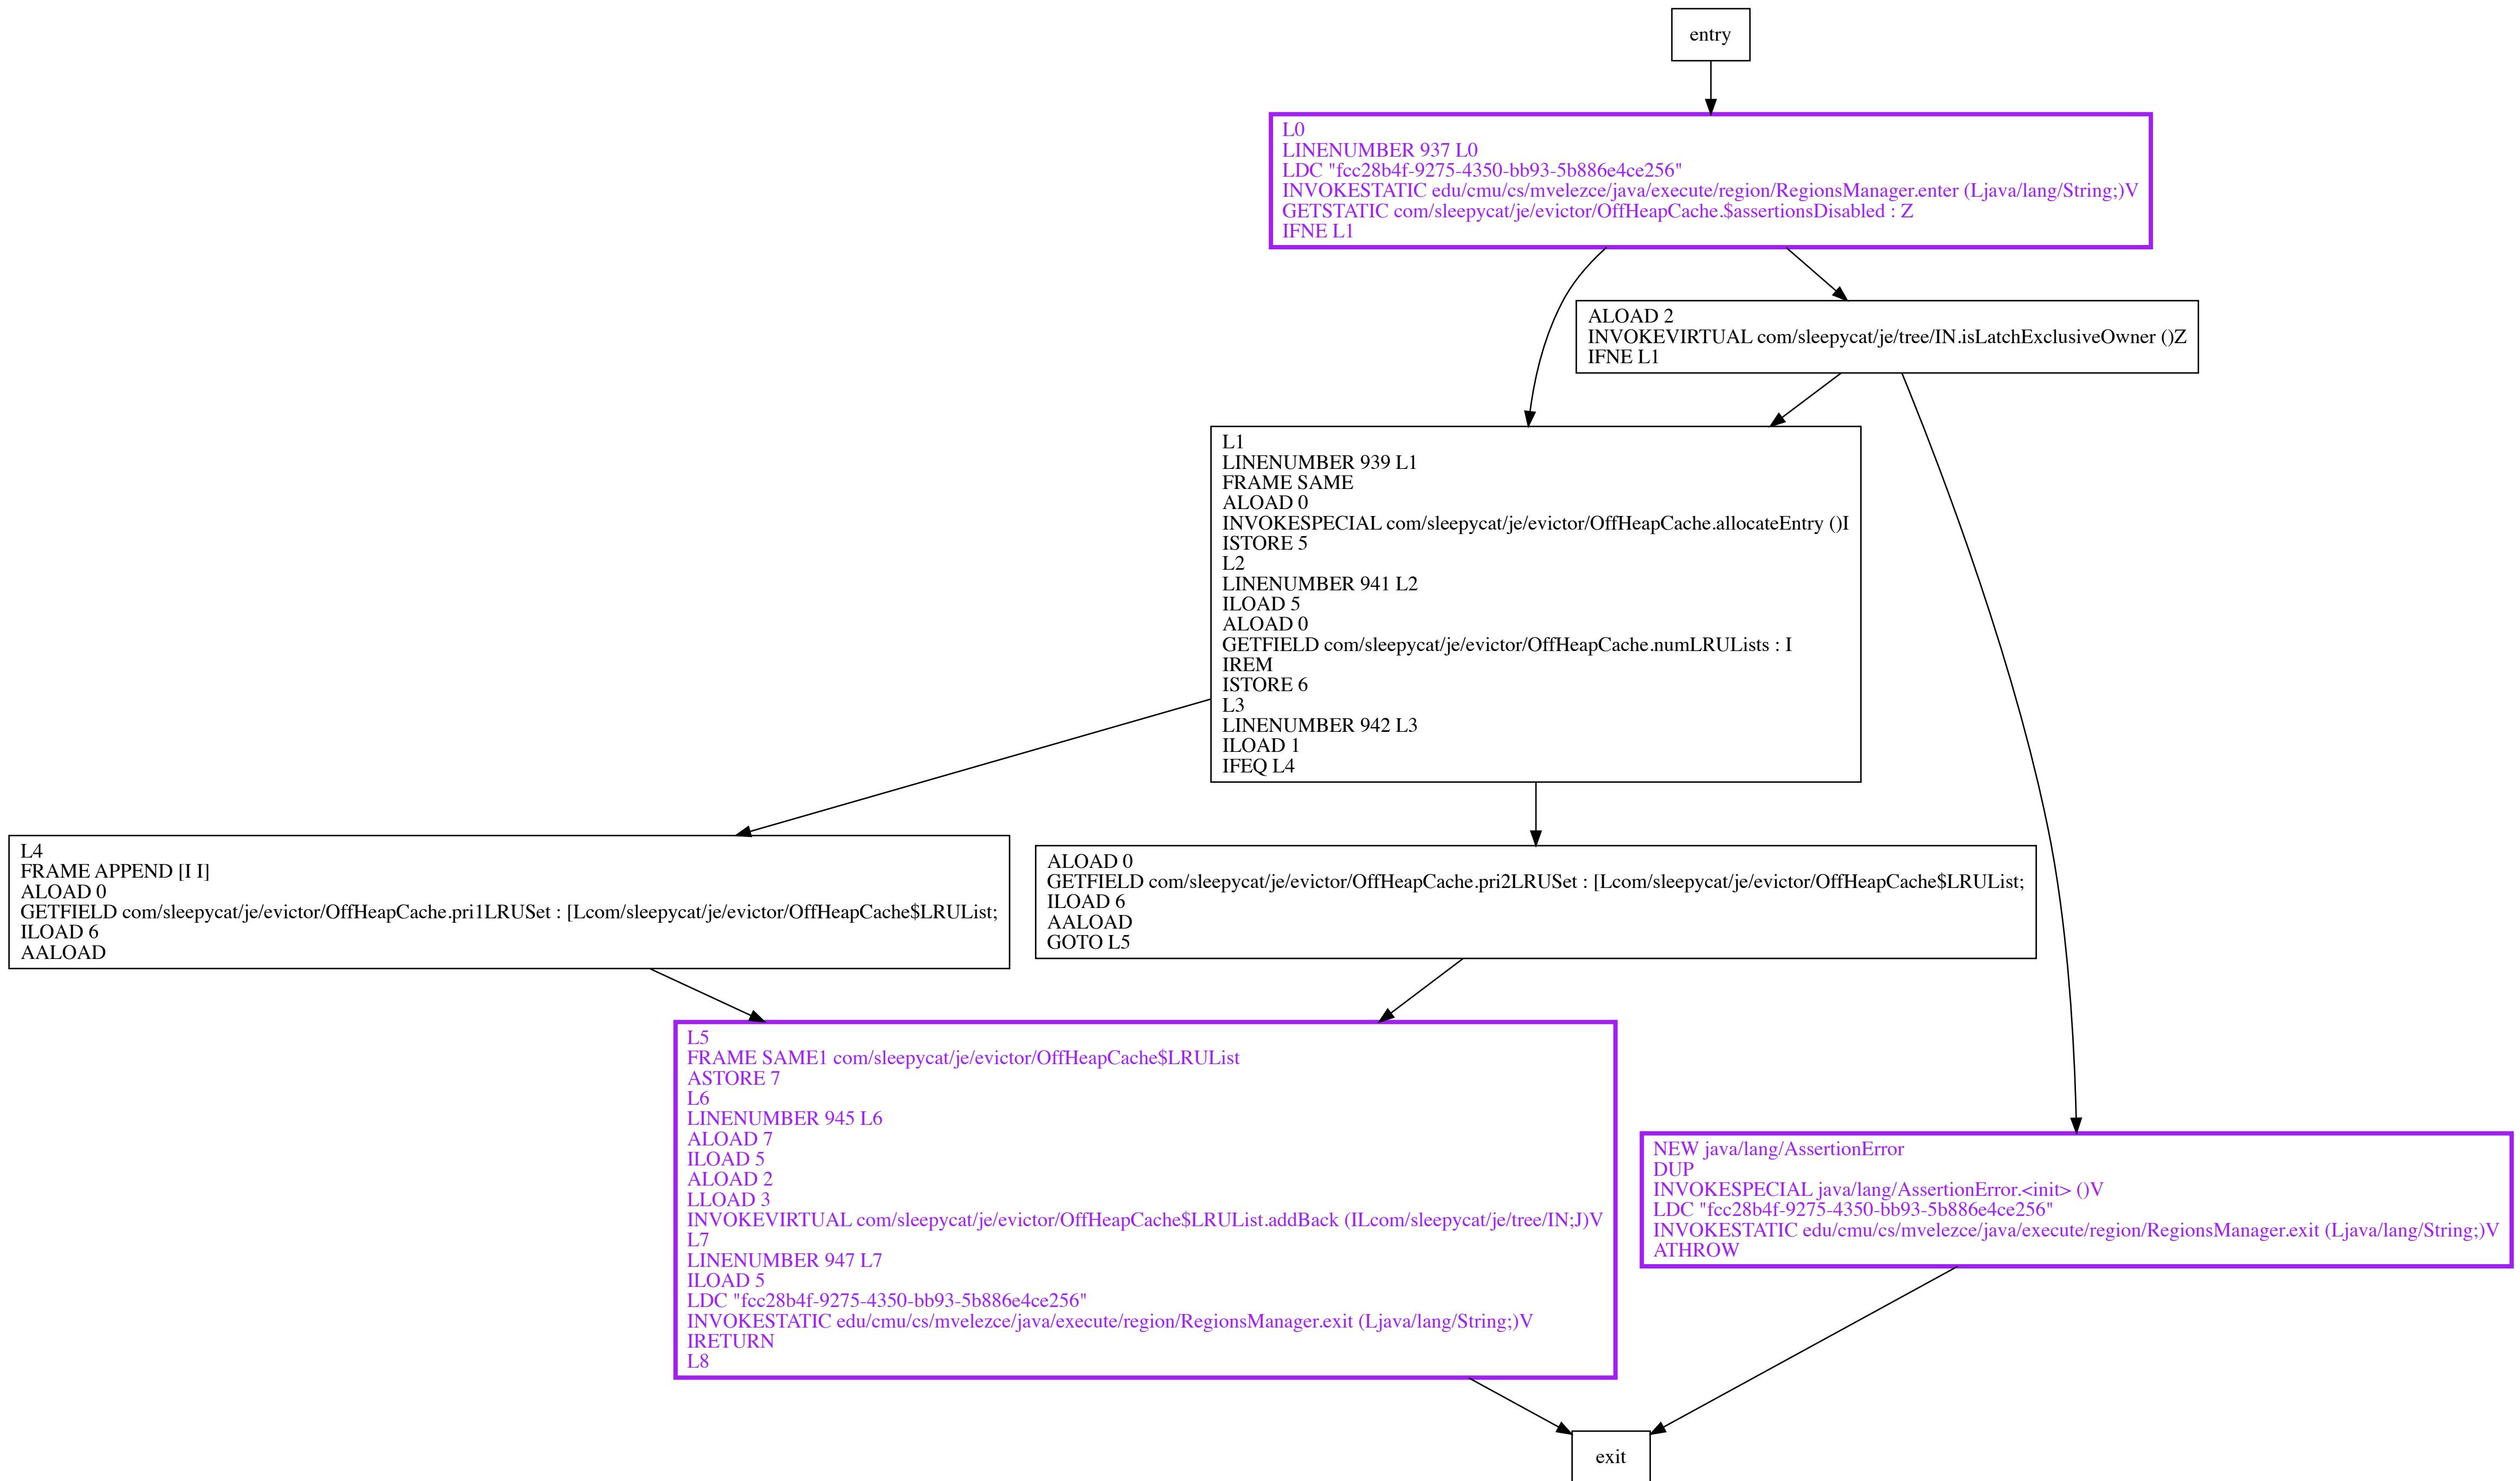 entry
L0
LINENUMBER 937 L0
LDC "fcc28b4f-9275-4350-bb93-5b886e4ce256"
INVOKESTATIC edu/cmu/cs/mvelezce/java/execute/region/RegionsManager.enter (Ljava/lang/String;)V
GETSTATIC com/sleepycat/je/evictor/OffHeapCache.$assertionsDisabled : Z
IFNE L1
ALOAD 2
INVOKEVIRTUAL com/sleepycat/je/tree/IN.isLatchExclusiveOwner ()Z
IFNE L1
L1
LINENUMBER 939 L1
FRAME SAME
ALOAD 0
INVOKESPECIAL com/sleepycat/je/evictor/OffHeapCache.allocateEntry ()I
ISTORE 5
L2
LINENUMBER 941 L2
ILOAD 5
ALOAD 0
GETFIELD com/sleepycat/je/evictor/OffHeapCache.numLRULists : I
IREM
ISTORE 6
L3
LINENUMBER 942 L3
ILOAD 1
IFEQ L4
L4
FRAME APPEND [I I]
ALOAD 0
GETFIELD com/sleepycat/je/evictor/OffHeapCache.pri1LRUSet : [Lcom/sleepycat/je/evictor/OffHeapCache$LRUList;
ILOAD 6
AALOAD
ALOAD 0
GETFIELD com/sleepycat/je/evictor/OffHeapCache.pri2LRUSet : [Lcom/sleepycat/je/evictor/OffHeapCache$LRUList;
ILOAD 6
AALOAD
GOTO L5
L5
FRAME SAME1 com/sleepycat/je/evictor/OffHeapCache$LRUList
ASTORE 7
L6
LINENUMBER 945 L6
ALOAD 7
ILOAD 5
ALOAD 2
LLOAD 3
INVOKEVIRTUAL com/sleepycat/je/evictor/OffHeapCache$LRUList.addBack (ILcom/sleepycat/je/tree/IN;J)V
L7
LINENUMBER 947 L7
ILOAD 5
LDC "fcc28b4f-9275-4350-bb93-5b886e4ce256"
INVOKESTATIC edu/cmu/cs/mvelezce/java/execute/region/RegionsManager.exit (Ljava/lang/String;)V
IRETURN
L8
NEW java/lang/AssertionError
DUP
INVOKESPECIAL java/lang/AssertionError.<init> ()V
LDC "fcc28b4f-9275-4350-bb93-5b886e4ce256"
INVOKESTATIC edu/cmu/cs/mvelezce/java/execute/region/RegionsManager.exit (Ljava/lang/String;)V
ATHROW
exit